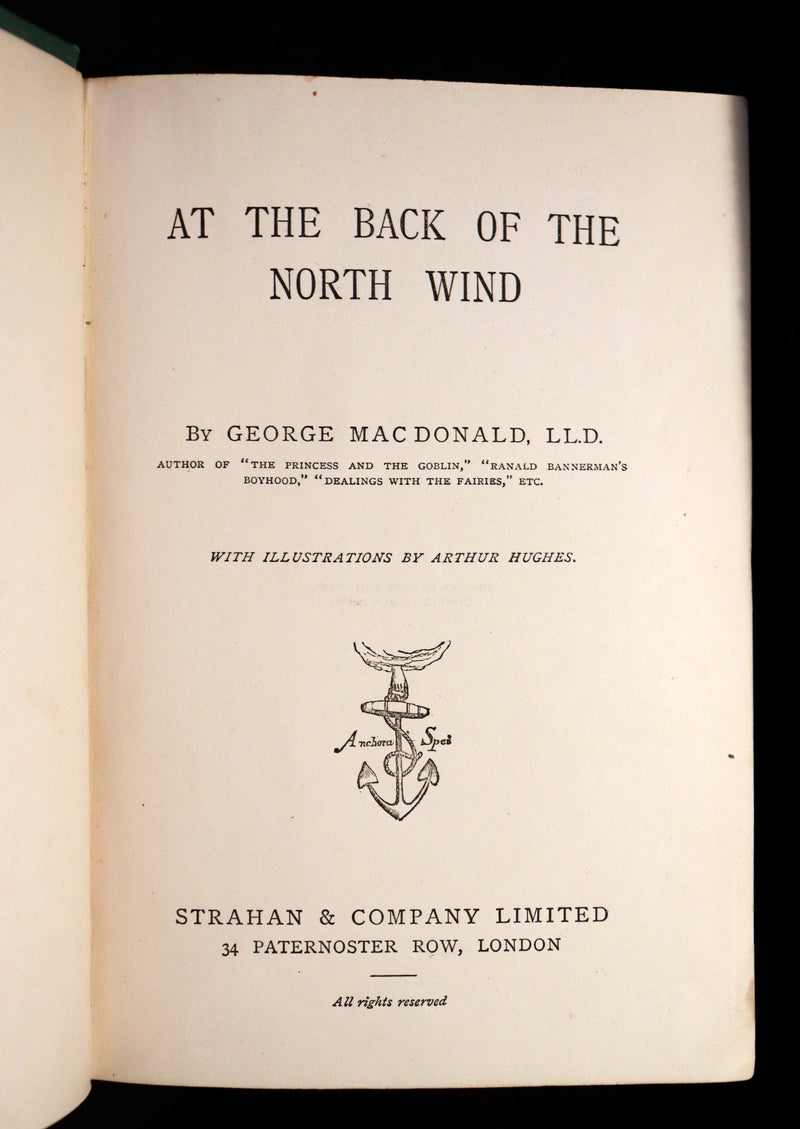 AT THE BACK OF THE
NORTH WIND
BY GEORGE MAC DONALD, LL.D.
AUTHOR OF "THE PRINCESS AND THE GOBLIN," "RANALD BANNERMAN'S
BOYHOOD," "DEALINGS WITH THE FAIRIES," ETC.
WITH ILLUSTRATIONS BY ARTHUR HUGHES.
Anchora Spei
STRAHAN & COMPANY LIMITED
34 PATERNOSTER ROW, LONDON
All rights reserved